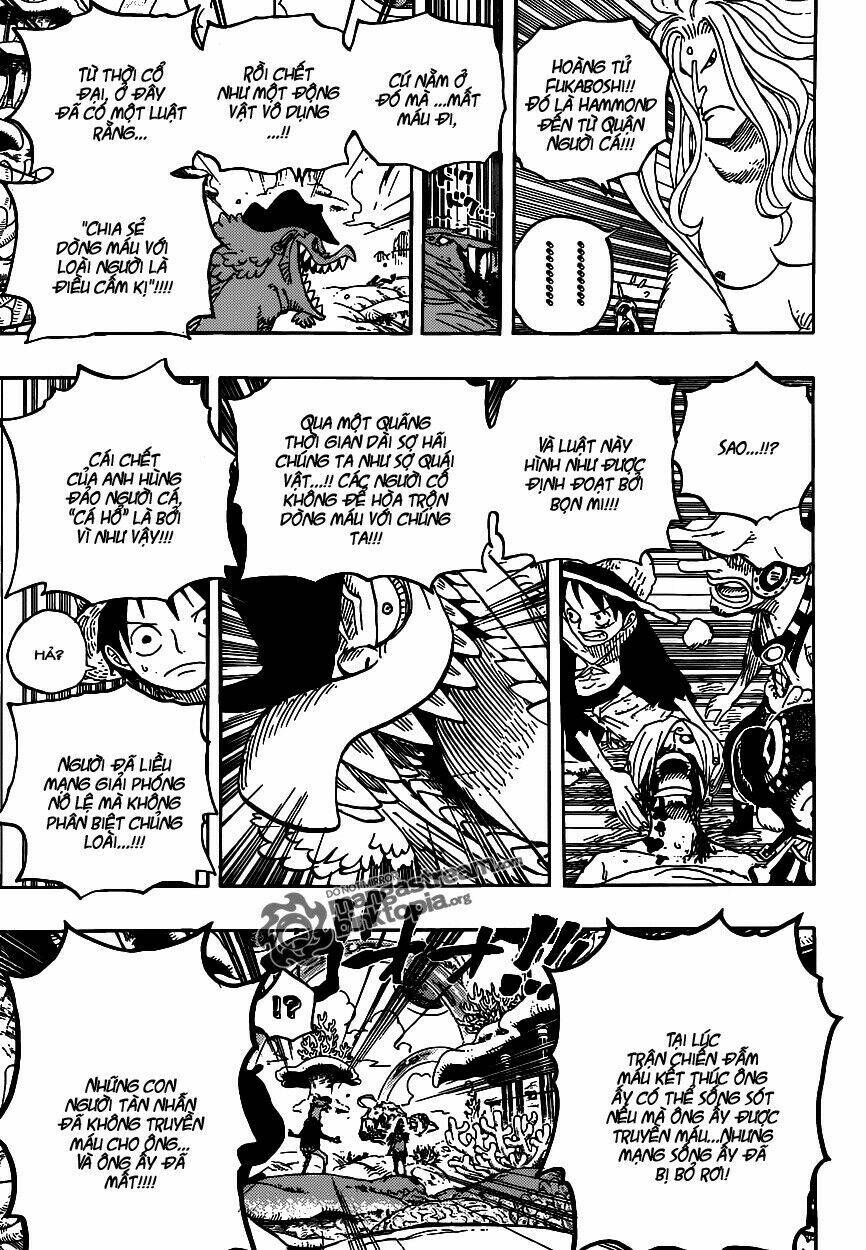 HOÀNG TỬ
FUKABOSHI!!
ĐÓ LÀ HAMMOND
ĐẾN TỪ QUÂN
NGƯỜI CÁ!!!
CỨ NẰM Ở
ĐÓ MÀ ...MẤT
MÁU ĐI,
RỒI CHẾT
NHƯ MỘT ĐỘNG
VẬT VÔ DỤNG
...!!
TỪ THỜI CỔ
ĐẠI, Ở ĐÂY
ĐÃ CÓ MỘT LUẬT
RẰNG...
"CHIA SẺ
DÒNG MÁU VỚI
LOÀI NGƯỜI LÀ
ĐIỀU CẤM KỊ"!!!!
SAO...!!?
VÀ LUẬT NÀY
HÌNH NHƯ ĐƯỢC
ĐỊNH ĐOẠT BỞI
BỌN MI!!!
QUA MỘT QUÃNG
THỜI GIAN DÀI SỢ HÃI
CHÚNG TA NHƯ SỢ QUÁI
VẬT...!! CÁC NGƯỜI CỐ
KHÔNG ĐỂ HÒA TRỘN
DÒNG MÁU VỚI CHÚNG
TA!!!
CÁI CHẾT
CỦA ANH HÙNG
ĐẢO NGƯỜI CÁ,
"CÁ HỔ" LÀ BỞI
VÌ NHƯ VẬY!!!
HẢ?
NGƯỜI ĐÃ LIỀU
MẠNG GIẢI PHÓNG
NÔ LỆ MÀ KHÔNG
PHÂN BIỆT CHỦNG
LOÀI...!!!
mangastream.com
binktopia.org
TẠI LÚC
TRẬN CHIẾN ĐẪM
MÁU KẾT THÚC ÔNG
ẤY CÓ THỂ SỐNG SÓT
NẾU MÀ ÔNG ẤY ĐƯỢC
TRUYỀN MÁU...NHƯNG
MẠNG SỐNG ẤY ĐÃ
BỊ BỎ RƠI!
!?
NHỮNG CON
NGƯỜI TÀN NHẪN
ĐÃ KHÔNG TRUYỀN
MÁU CHO ÔNG...
VÀ ÔNG ẤY ĐÃ
MẤT!!!!